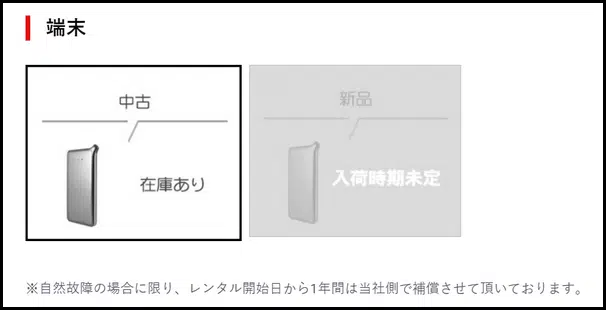 端末
中古
新品
在庫あり
入荷時期未定
※自然故障の場合に限り、レンタル開始日から1年間は当社側で補償させて頂いております。